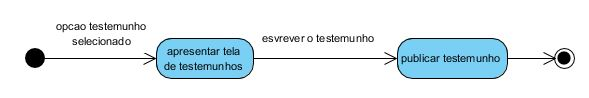 opcao testemunho
selecionado
apresentar tela
de testemunhos
esvrever o testemunho
publicar testemunho